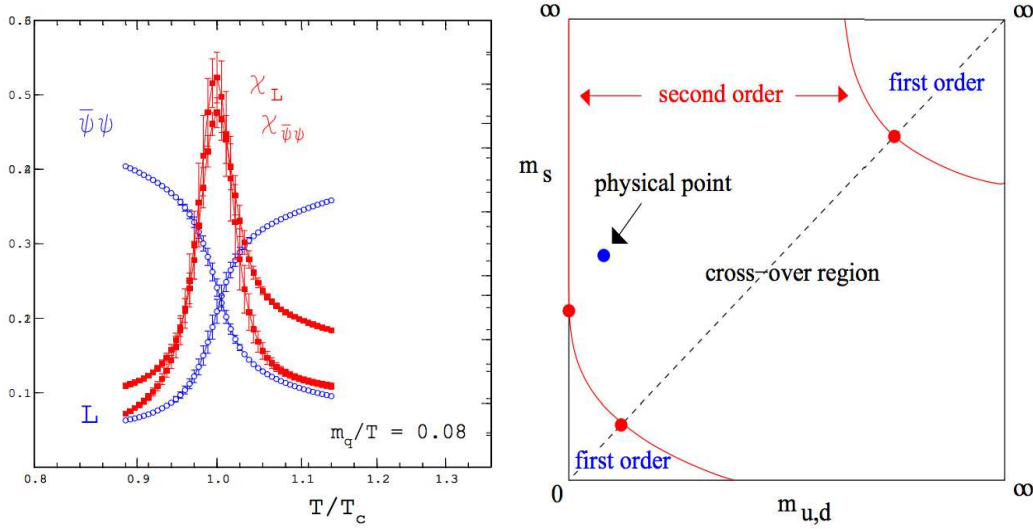 0.6
0.5
0.3
0.2
0.1
ψ̄ψ
L
χ_L
χ_ψ̄ψ
m_q/T = 0.08
0.8
0.9
1.0
1.1
1.2
1.3
T/T_c
∞
∞
first order
second order
m_s
physical point
cross-over region
first order
0
m_u,d
∞